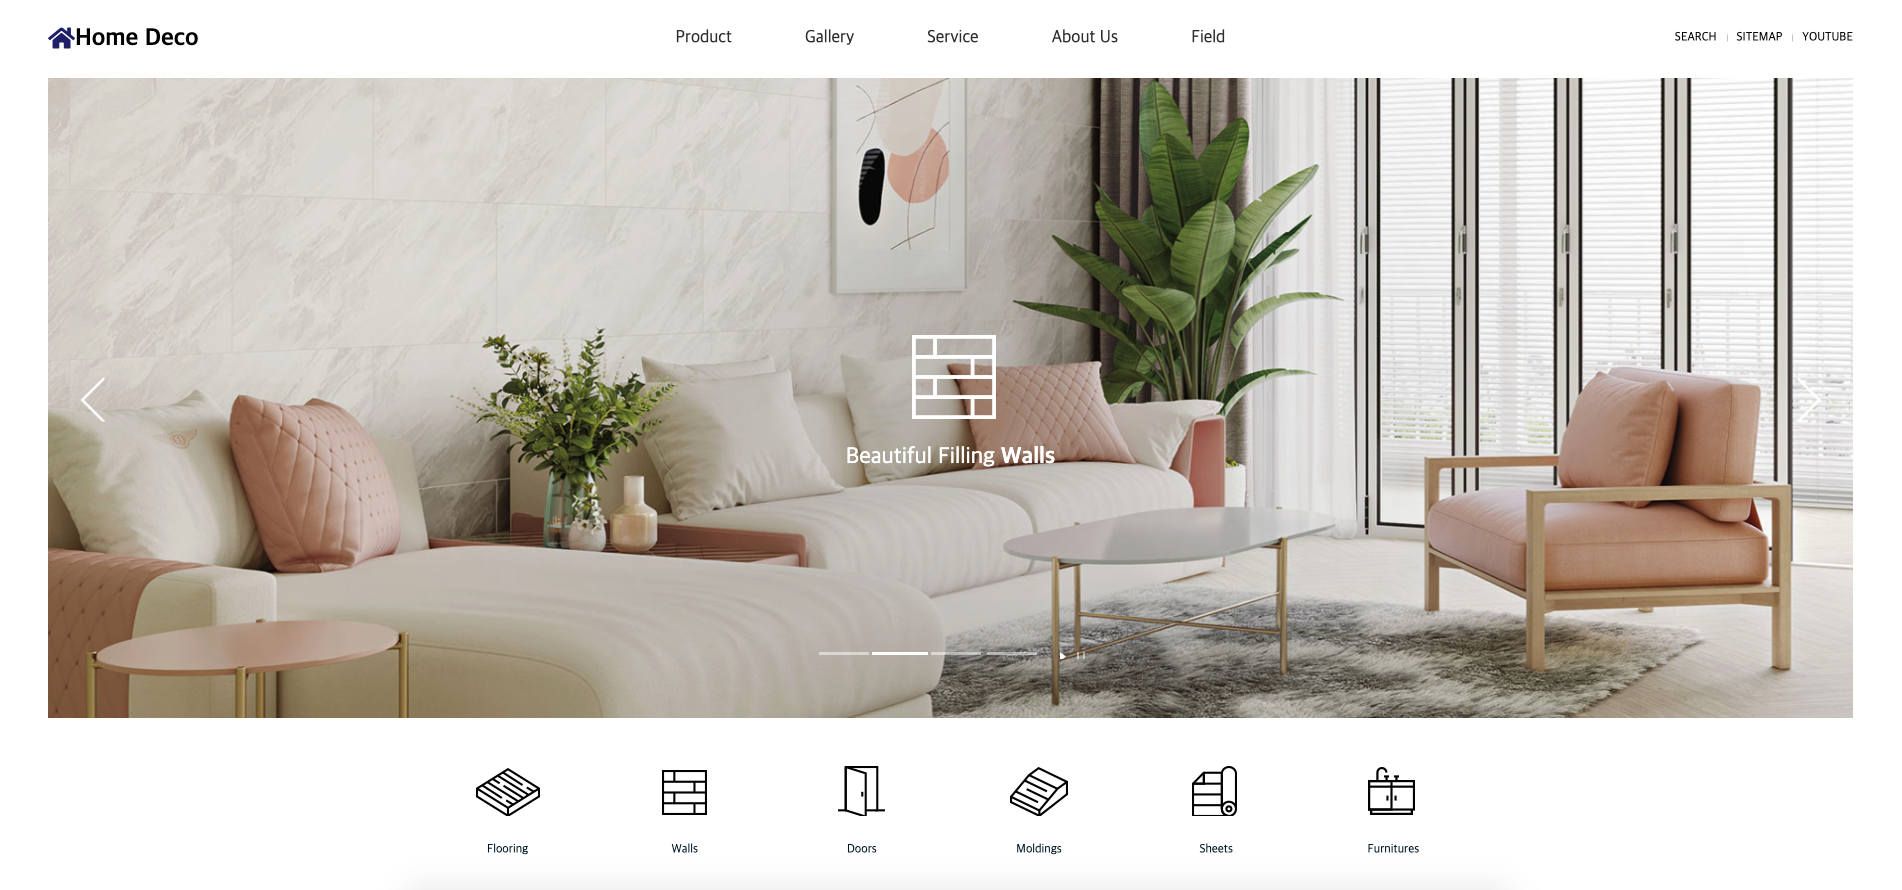 Home Deco
Product
Gallery
Service
About Us
Field
SEARCH
SITEMAP
YOUTUBE
Beautiful Filling Walls
Flooring
Walls
Doors
Moldings
Sheets
Furnitures